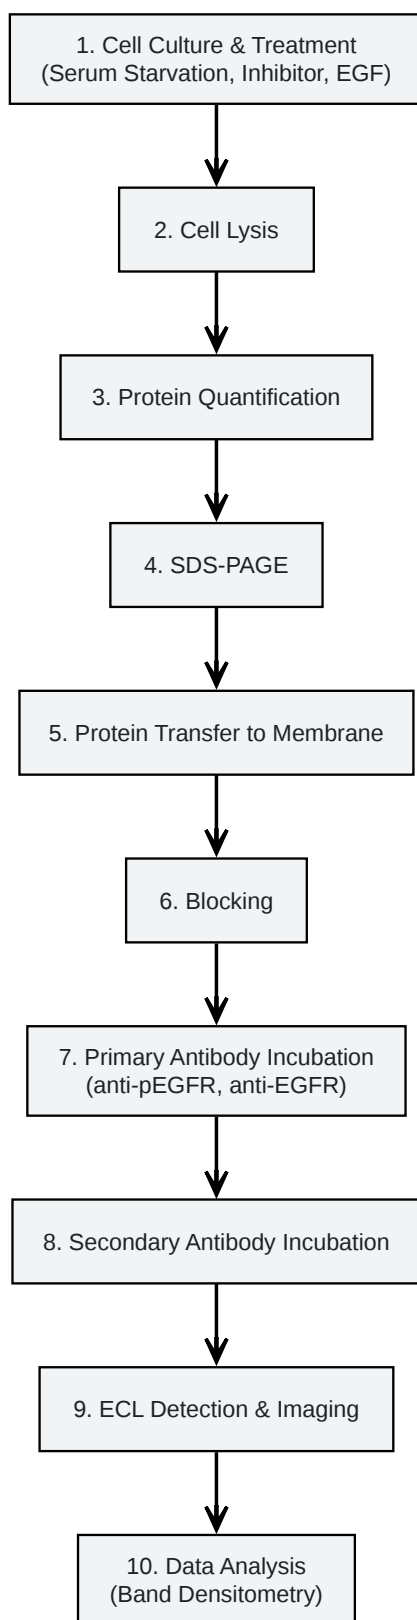 1. Cell Culture & Treatment
(Serum Starvation, Inhibitor, EGF)
2. Cell Lysis
3. Protein Quantification
4. SDS-PAGE
5. Protein Transfer to Membrane
6. Blocking
7. Primary Antibody Incubation
(anti-pEGFR, anti-EGFR)
8. Secondary Antibody Incubation
9. ECL Detection & Imaging
10. Data Analysis
(Band Densitometry)